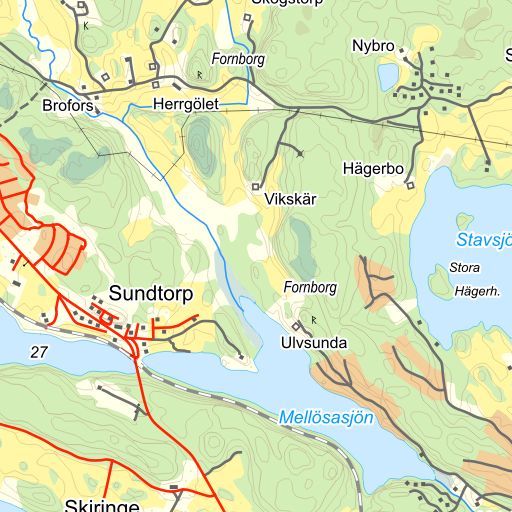 Skogstorp
Nybro
S
Fornborg
R
K
Brofors
Herrgölet
Hägerbo
R
Vikskär
Stavsjö
Stora
Hägerh.
Fornborg
Sundtorp
R
Ulvsunda
27
Mellösasjön
Skiringe